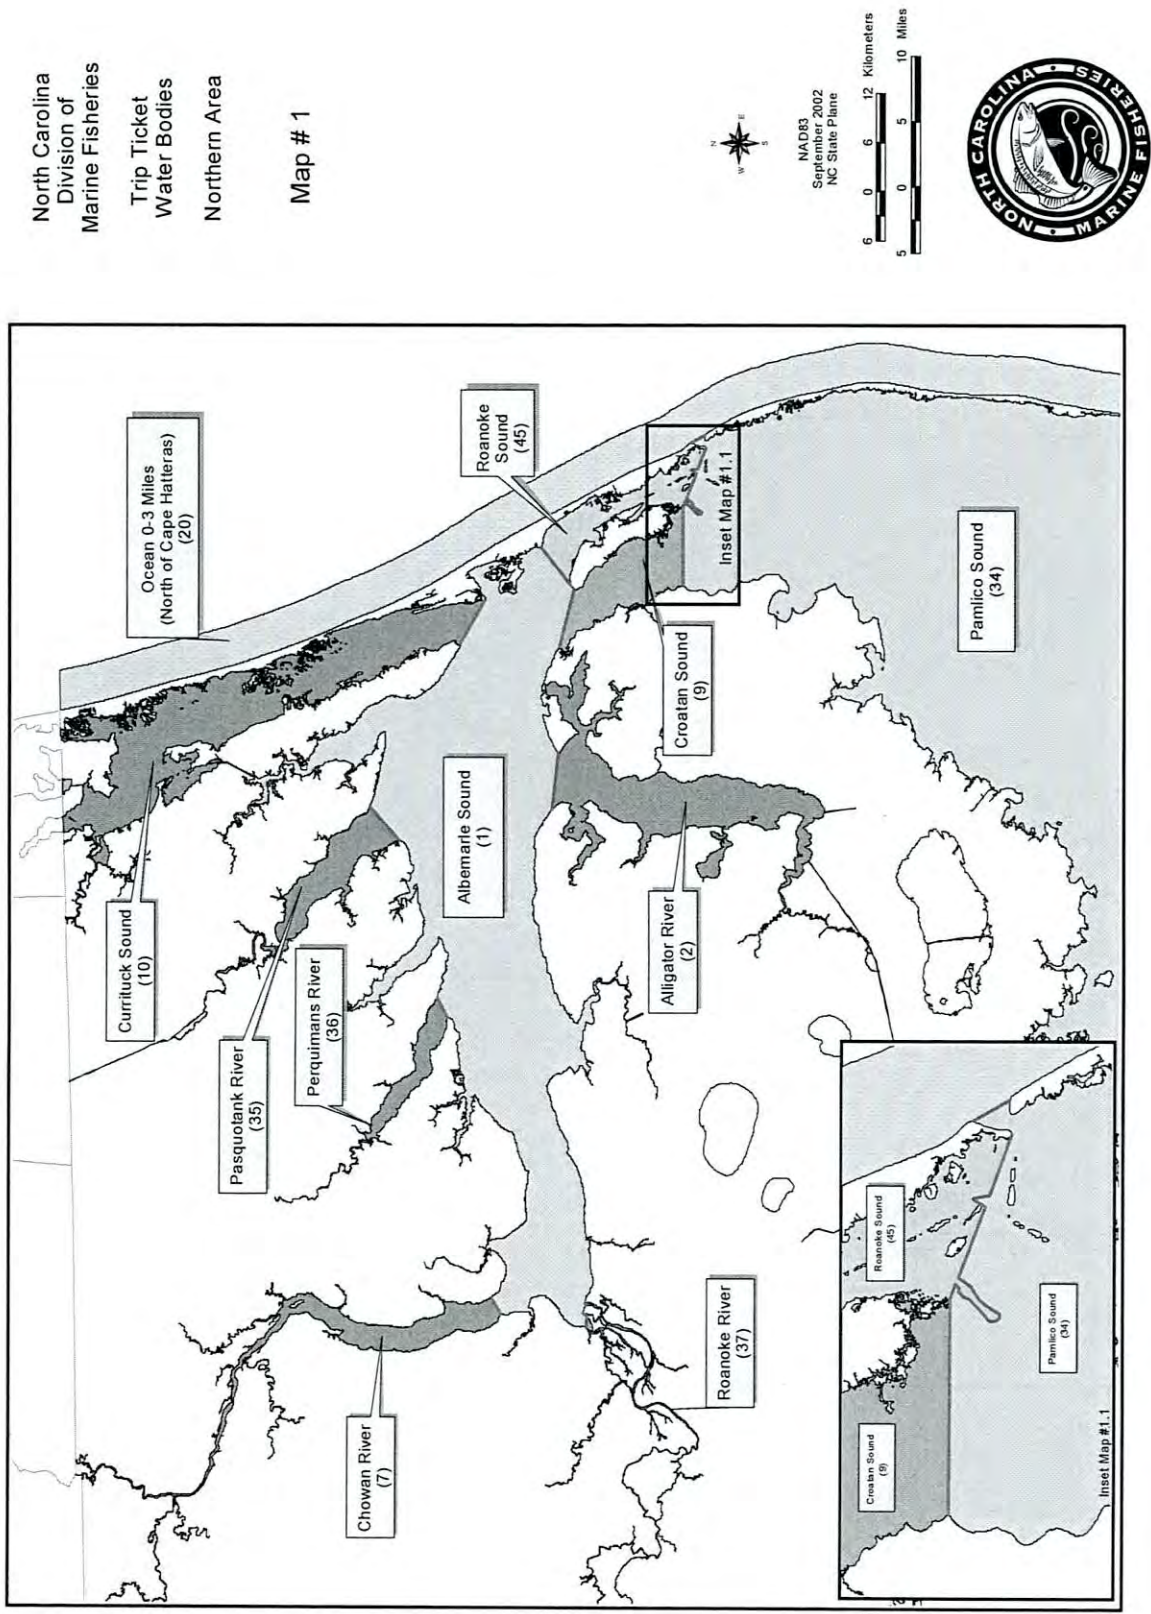 North Carolina
Division of
Marine Fisheries
Trip Ticket
Water Bodies
Northern Area
Map # 1
N
W
E
S
NAD83
September 2002
NC State Plane
6 0 6 12 Kilometers
5 0 5 10 Miles
NORTH CAROLINA
MARINE FISHERIES
Ocean 0-3 Miles
(North of Cape Hatteras)
(20)
Roanoke
Sound
(45)
Inset Map #1.1
Pamlico Sound
(34)
Croatan Sound
(9)
Albemarle Sound
(1)
Alligator River
(2)
Currituck Sound
(10)
Pasquotank River
(35)
Perquimans River
(36)
Chowan River
(7)
Roanoke River
(37)
Roanoke Sound
(45)
Pamlico Sound
(34)
Croatan Sound
(9)
Inset Map #1.1